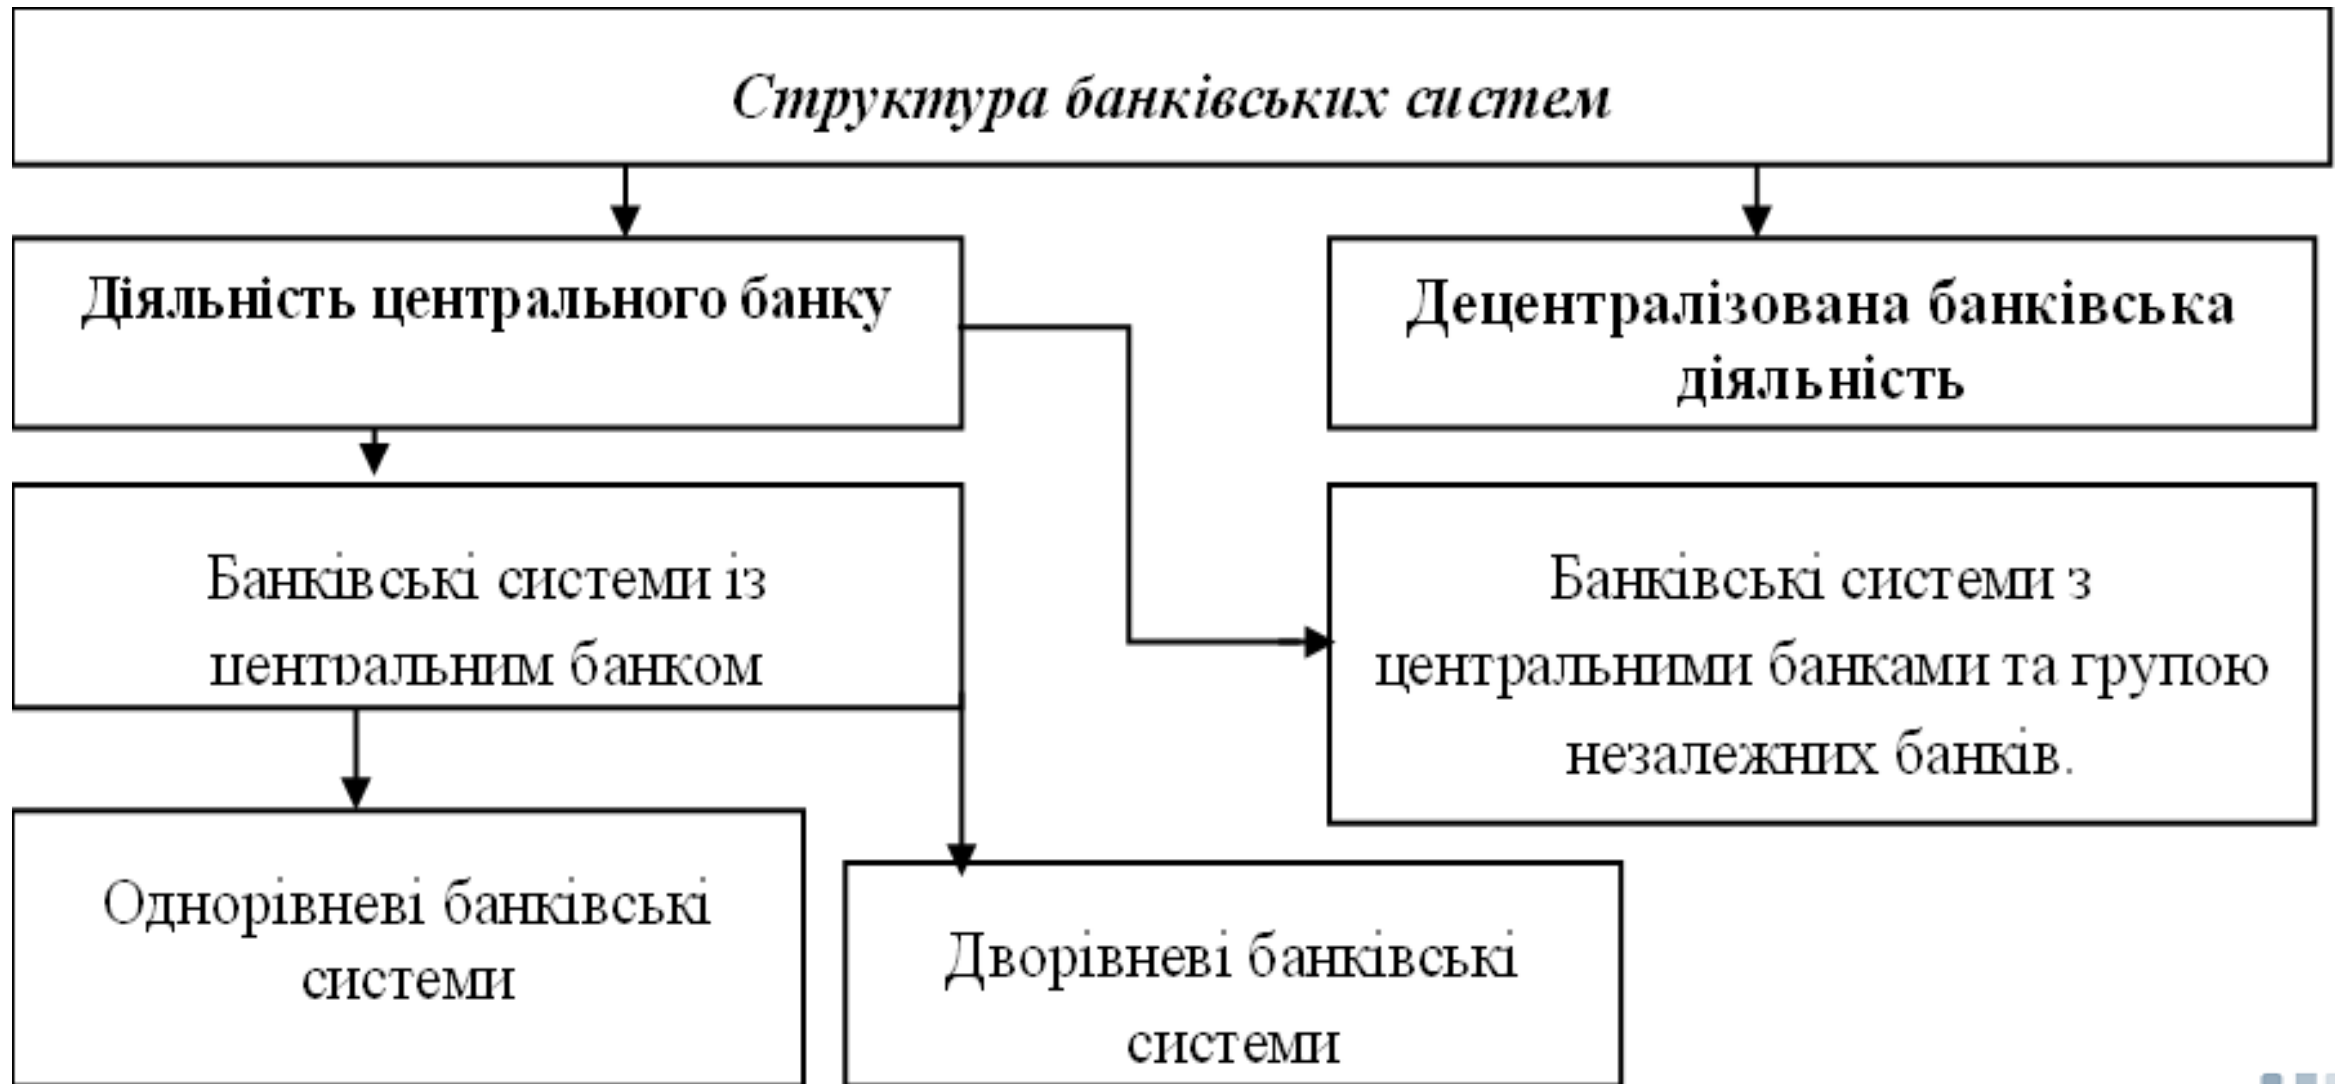 Структура банківських систем
Діяльність центрального банку
Децентралізована банківська
діяльність
Банківські системи із
центральним банком
Банківські системи з
центральними банками та групою
незалежних банків.
Однорівневі банківські
системи
Дворівневі банківські
системи